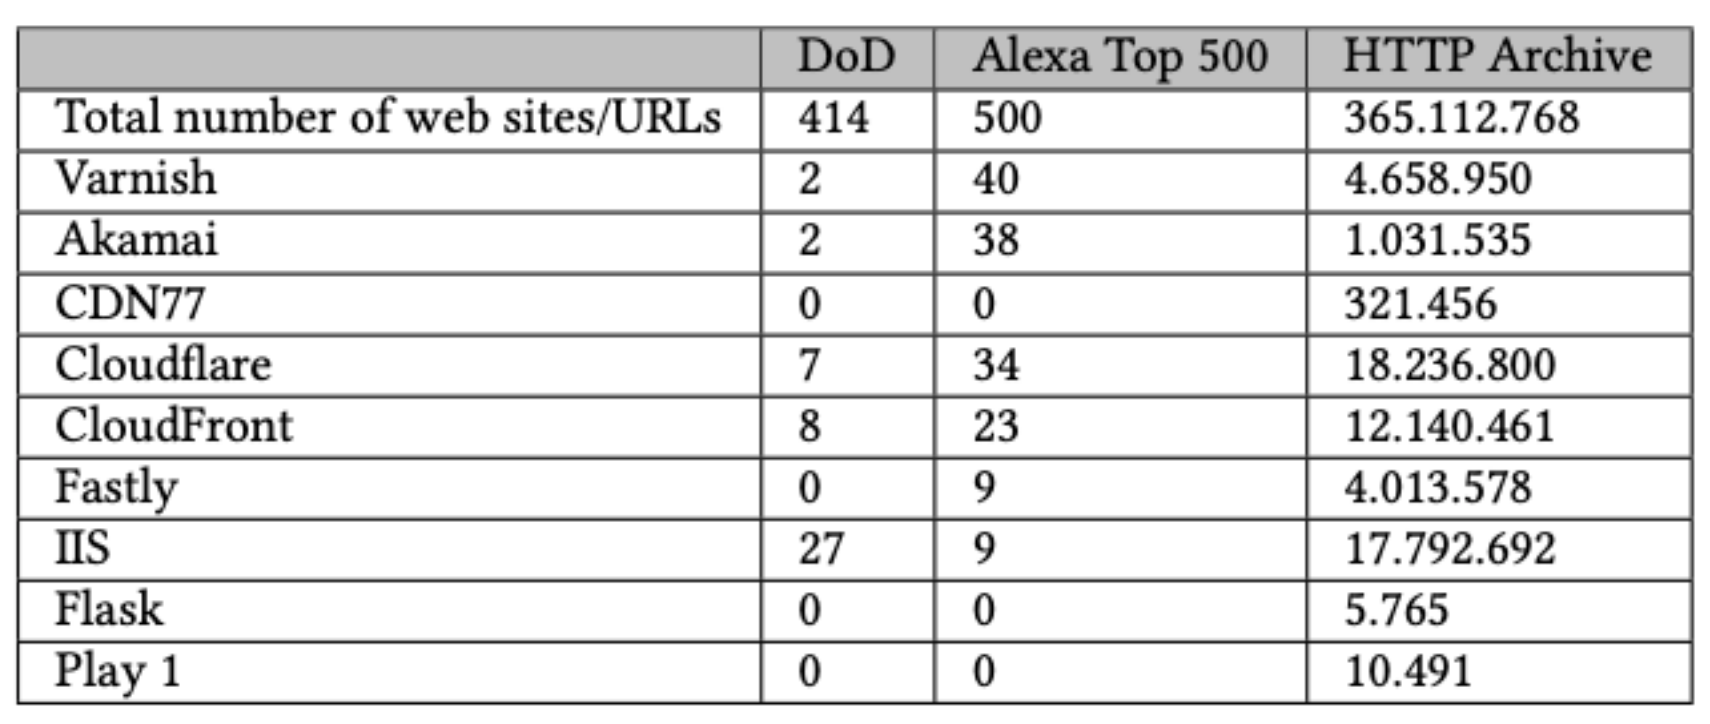 DoD Alexa Top 500 HTTP Archive
Total number of web sites/URLs 414 500 365.112.768
Varnish 2 40 4.658.950
Akamai 2 38 1.031.535
CDN77 0 0 321.456
Cloudflare 7 34 18.236.800
CloudFront 8 23 12.140.461
Fastly 0 9 4.013.578
IIS 27 9 17.792.692
Flask 0 0 5.765
Play 1 0 0 10.491